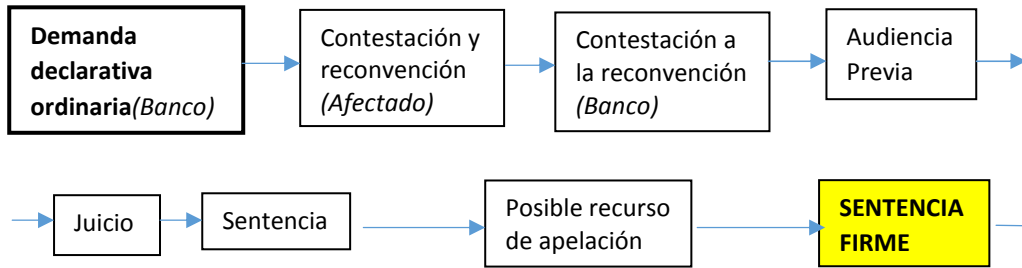 Demanda
declarativa
ordinaria(Banco)
Contestación y
reconvención
(Afectado)
Contestación a
la reconvención
(Banco)
Audiencia
Previa
Juicio
Sentencia
Posible recurso
de apelación
SENTENCIA
FIRME